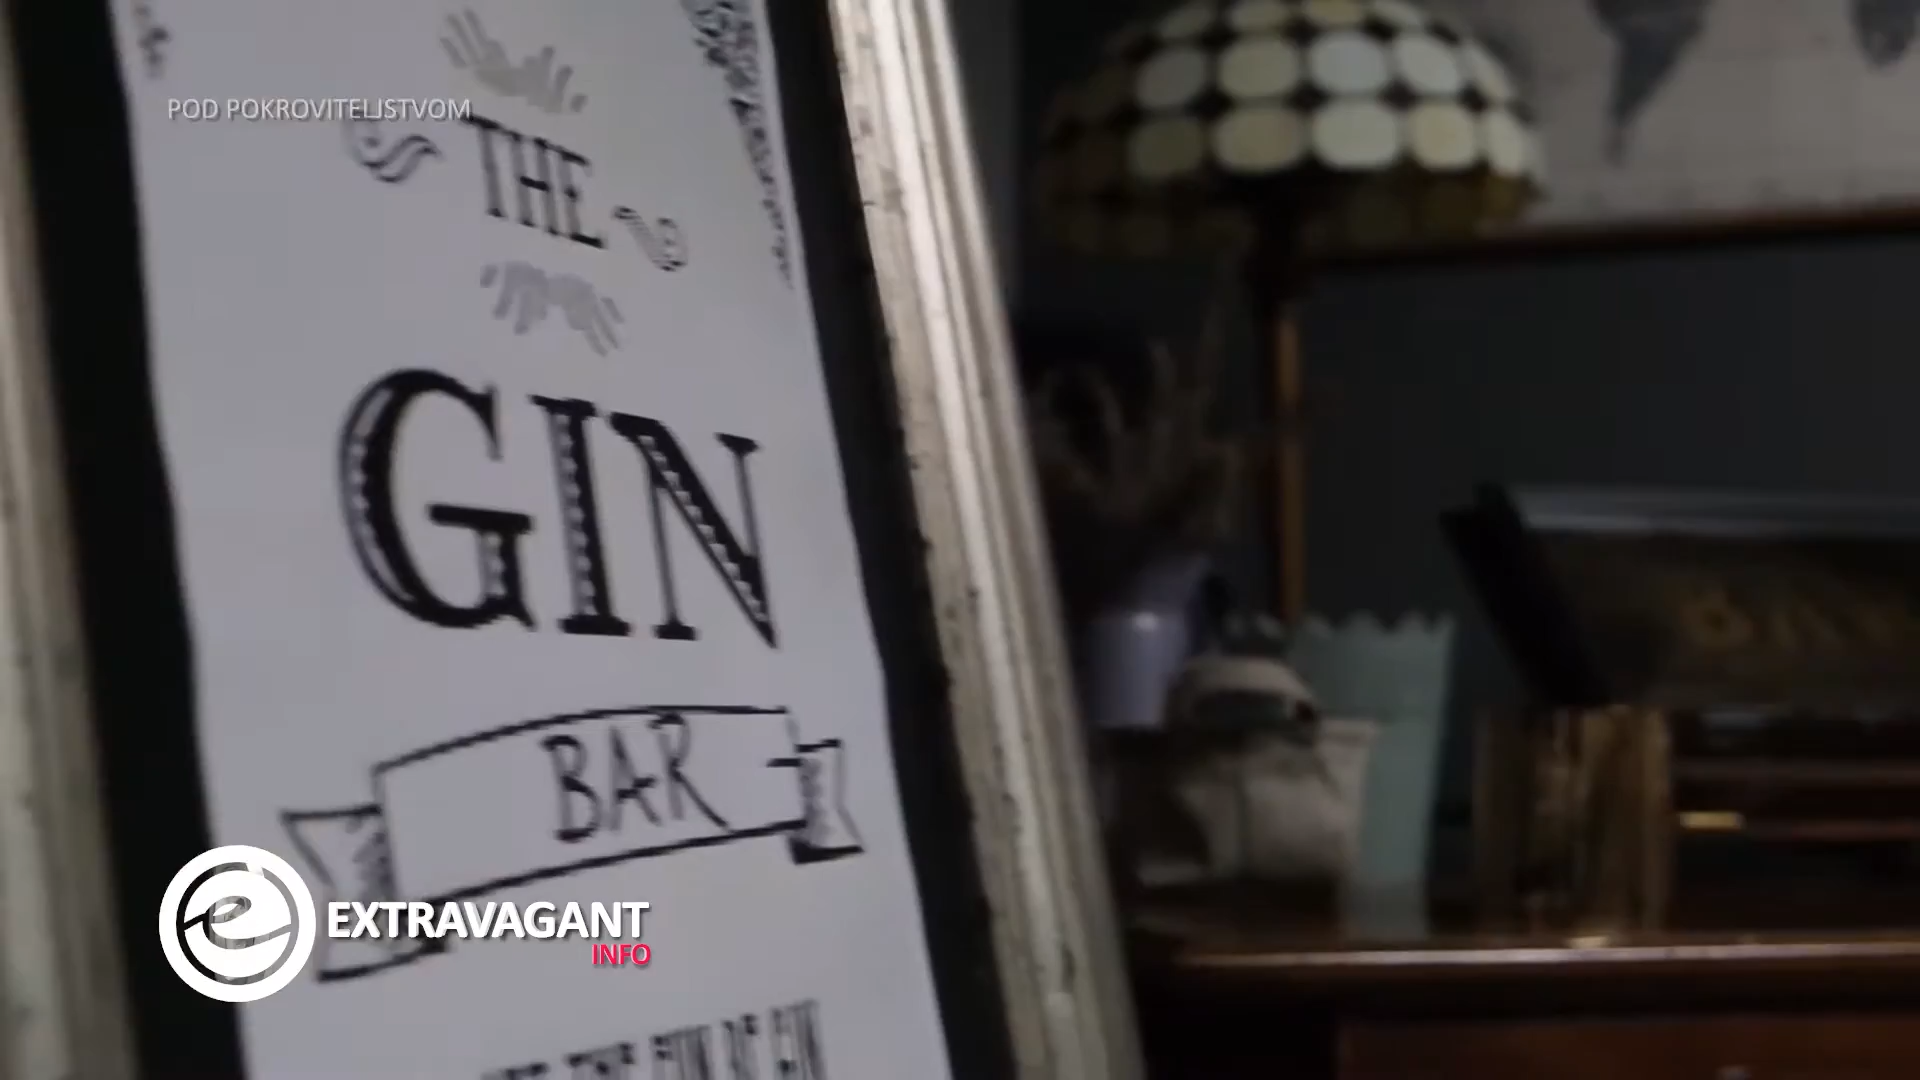 POD POKROVITELJSTVOM
THE
GIN
BAR
EXTRAVAGANT
INFO